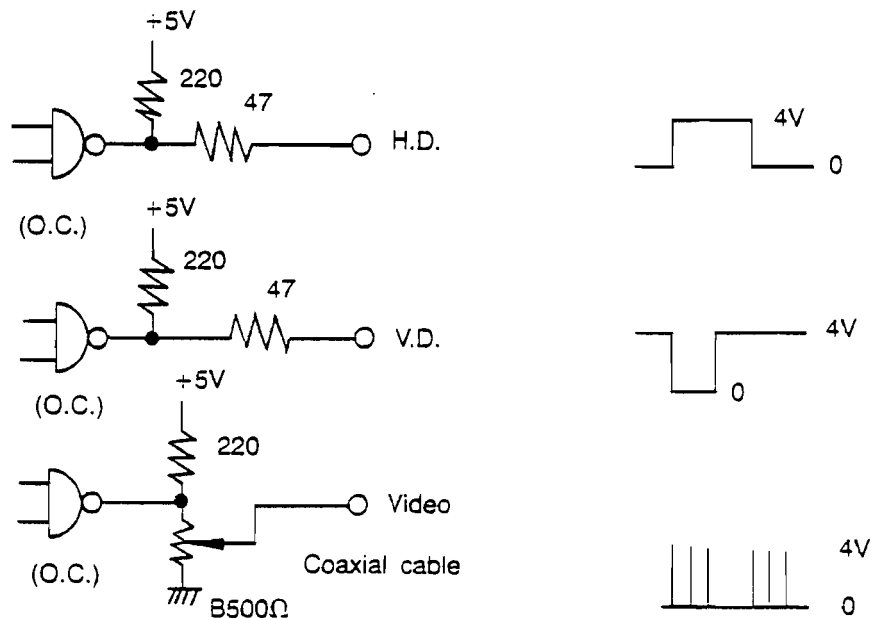 +5V
220
47
H.D.
4V
0
(O.C.)
+5V
220
47
V.D.
4V
0
(O.C.)
+5V
220
Video
Coaxial cable
4V
0
(O.C.)
B500Ω